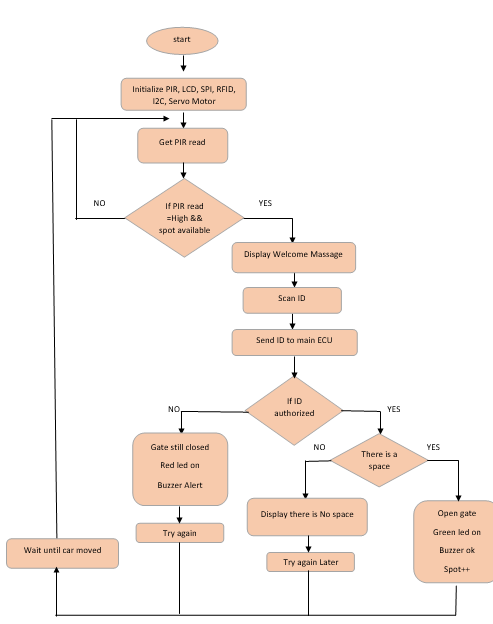 start
Initialize PIR, LCD, SPI, RFID,
I2C, Servo Motor
Get PIR read
NO
YES
If PIR read
=High &&
spot available
Display Welcome Massage
Scan ID
Send ID to main ECU
If ID
authorized
NO
YES
Gate still closed
Red led on
Buzzer Alert
NO
YES
There is a
space
Display there is No space
Open gate
Green led on
Buzzer ok
Spot++
Try again
Wait until car moved
Try again Later